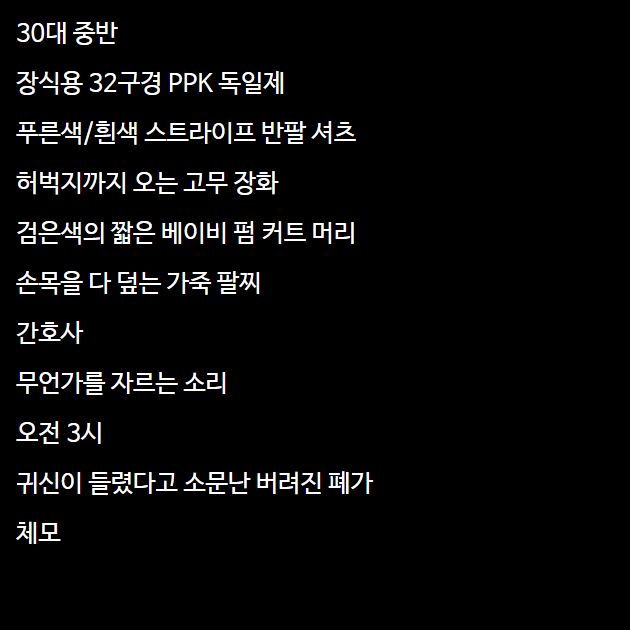 30대 중반
장식용 32구경 PPK 독일제
푸른색/흰색 스트라이프 반팔 셔츠
허벅지까지 오는 고무 장화
검은색의 짧은 베이비 펌 커트 머리
손목을 다 덮는 가죽 팔찌
간호사
무언가를 자르는 소리
오전 3시
귀신이 들렸다고 소문난 버려진 폐가
체모